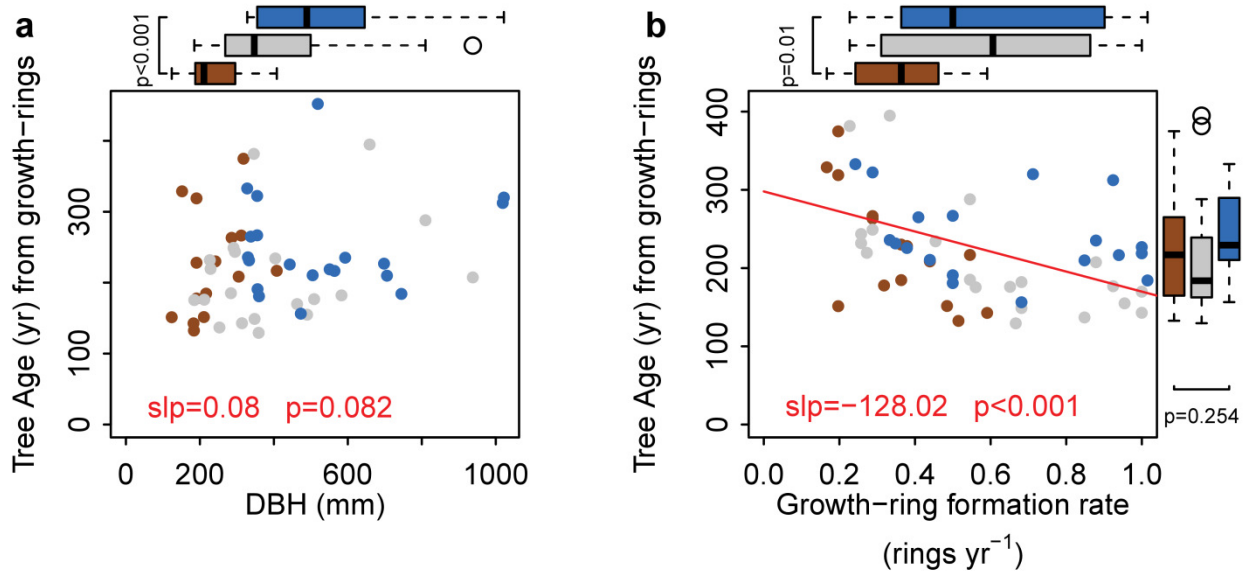 a
p<0.001
Tree Age (yr) from growth-rings
0
100
300
slp=0.08 p=0.082
0 200 600 1000
DBH (mm)
b
p=0.01
Tree Age (yr) from growth-rings
0 100 200 300 400
slp=−128.02 p<0.001
0.0 0.2 0.4 0.6 0.8 1.0
Growth−ring formation rate
(rings yr⁻¹)
p=0.254